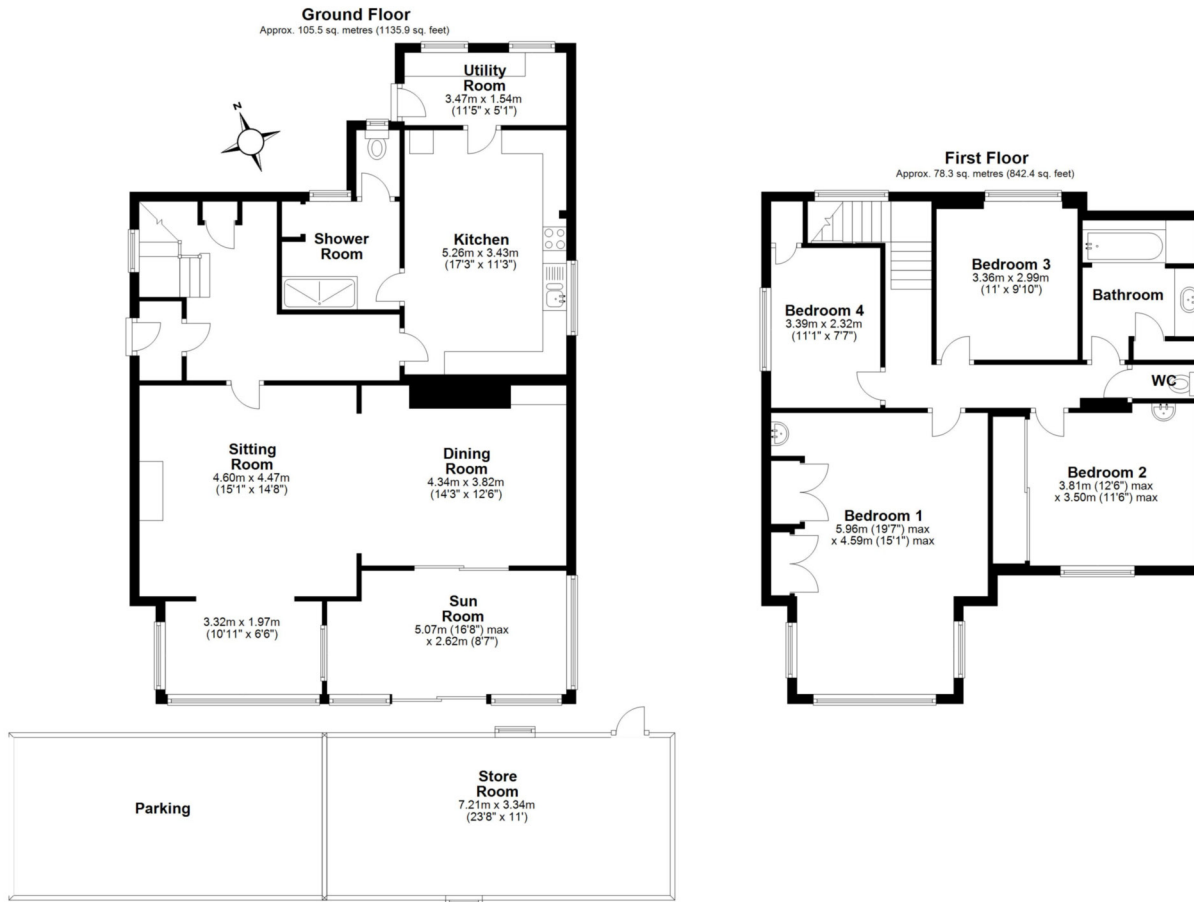 Ground Floor
Approx. 105.5 sq. metres (1135.9 sq. feet)
Utility
Room
3.47m x 1.54m
(11'5" x 5'1")
N
Shower
Room
Kitchen
5.26m x 3.43m
(17'3" x 11'3")
Sitting
Room
4.60m x 4.47m
(15'1" x 14'8")
Dining
Room
4.34m x 3.82m
(14'3" x 12'6")
3.32m x 1.97m
(10'11" x 6'6")
Sun
Room
5.07m (16'8") max
x 2.62m (8'7")
Parking
Store
Room
7.21m x 3.34m
(23'8" x 11')
First Floor
Approx. 78.3 sq. metres (842.4 sq. feet)
Bedroom 3
3.36m x 2.99m
(11' x 9'10")
Bathroom
Bedroom 4
3.39m x 2.32m
(11'1" x 7'7")
WC
Bedroom 2
3.81m (12'6") max
x 3.50m (11'6") max
Bedroom 1
5.96m (19'7") max
x 4.59m (15'1") max